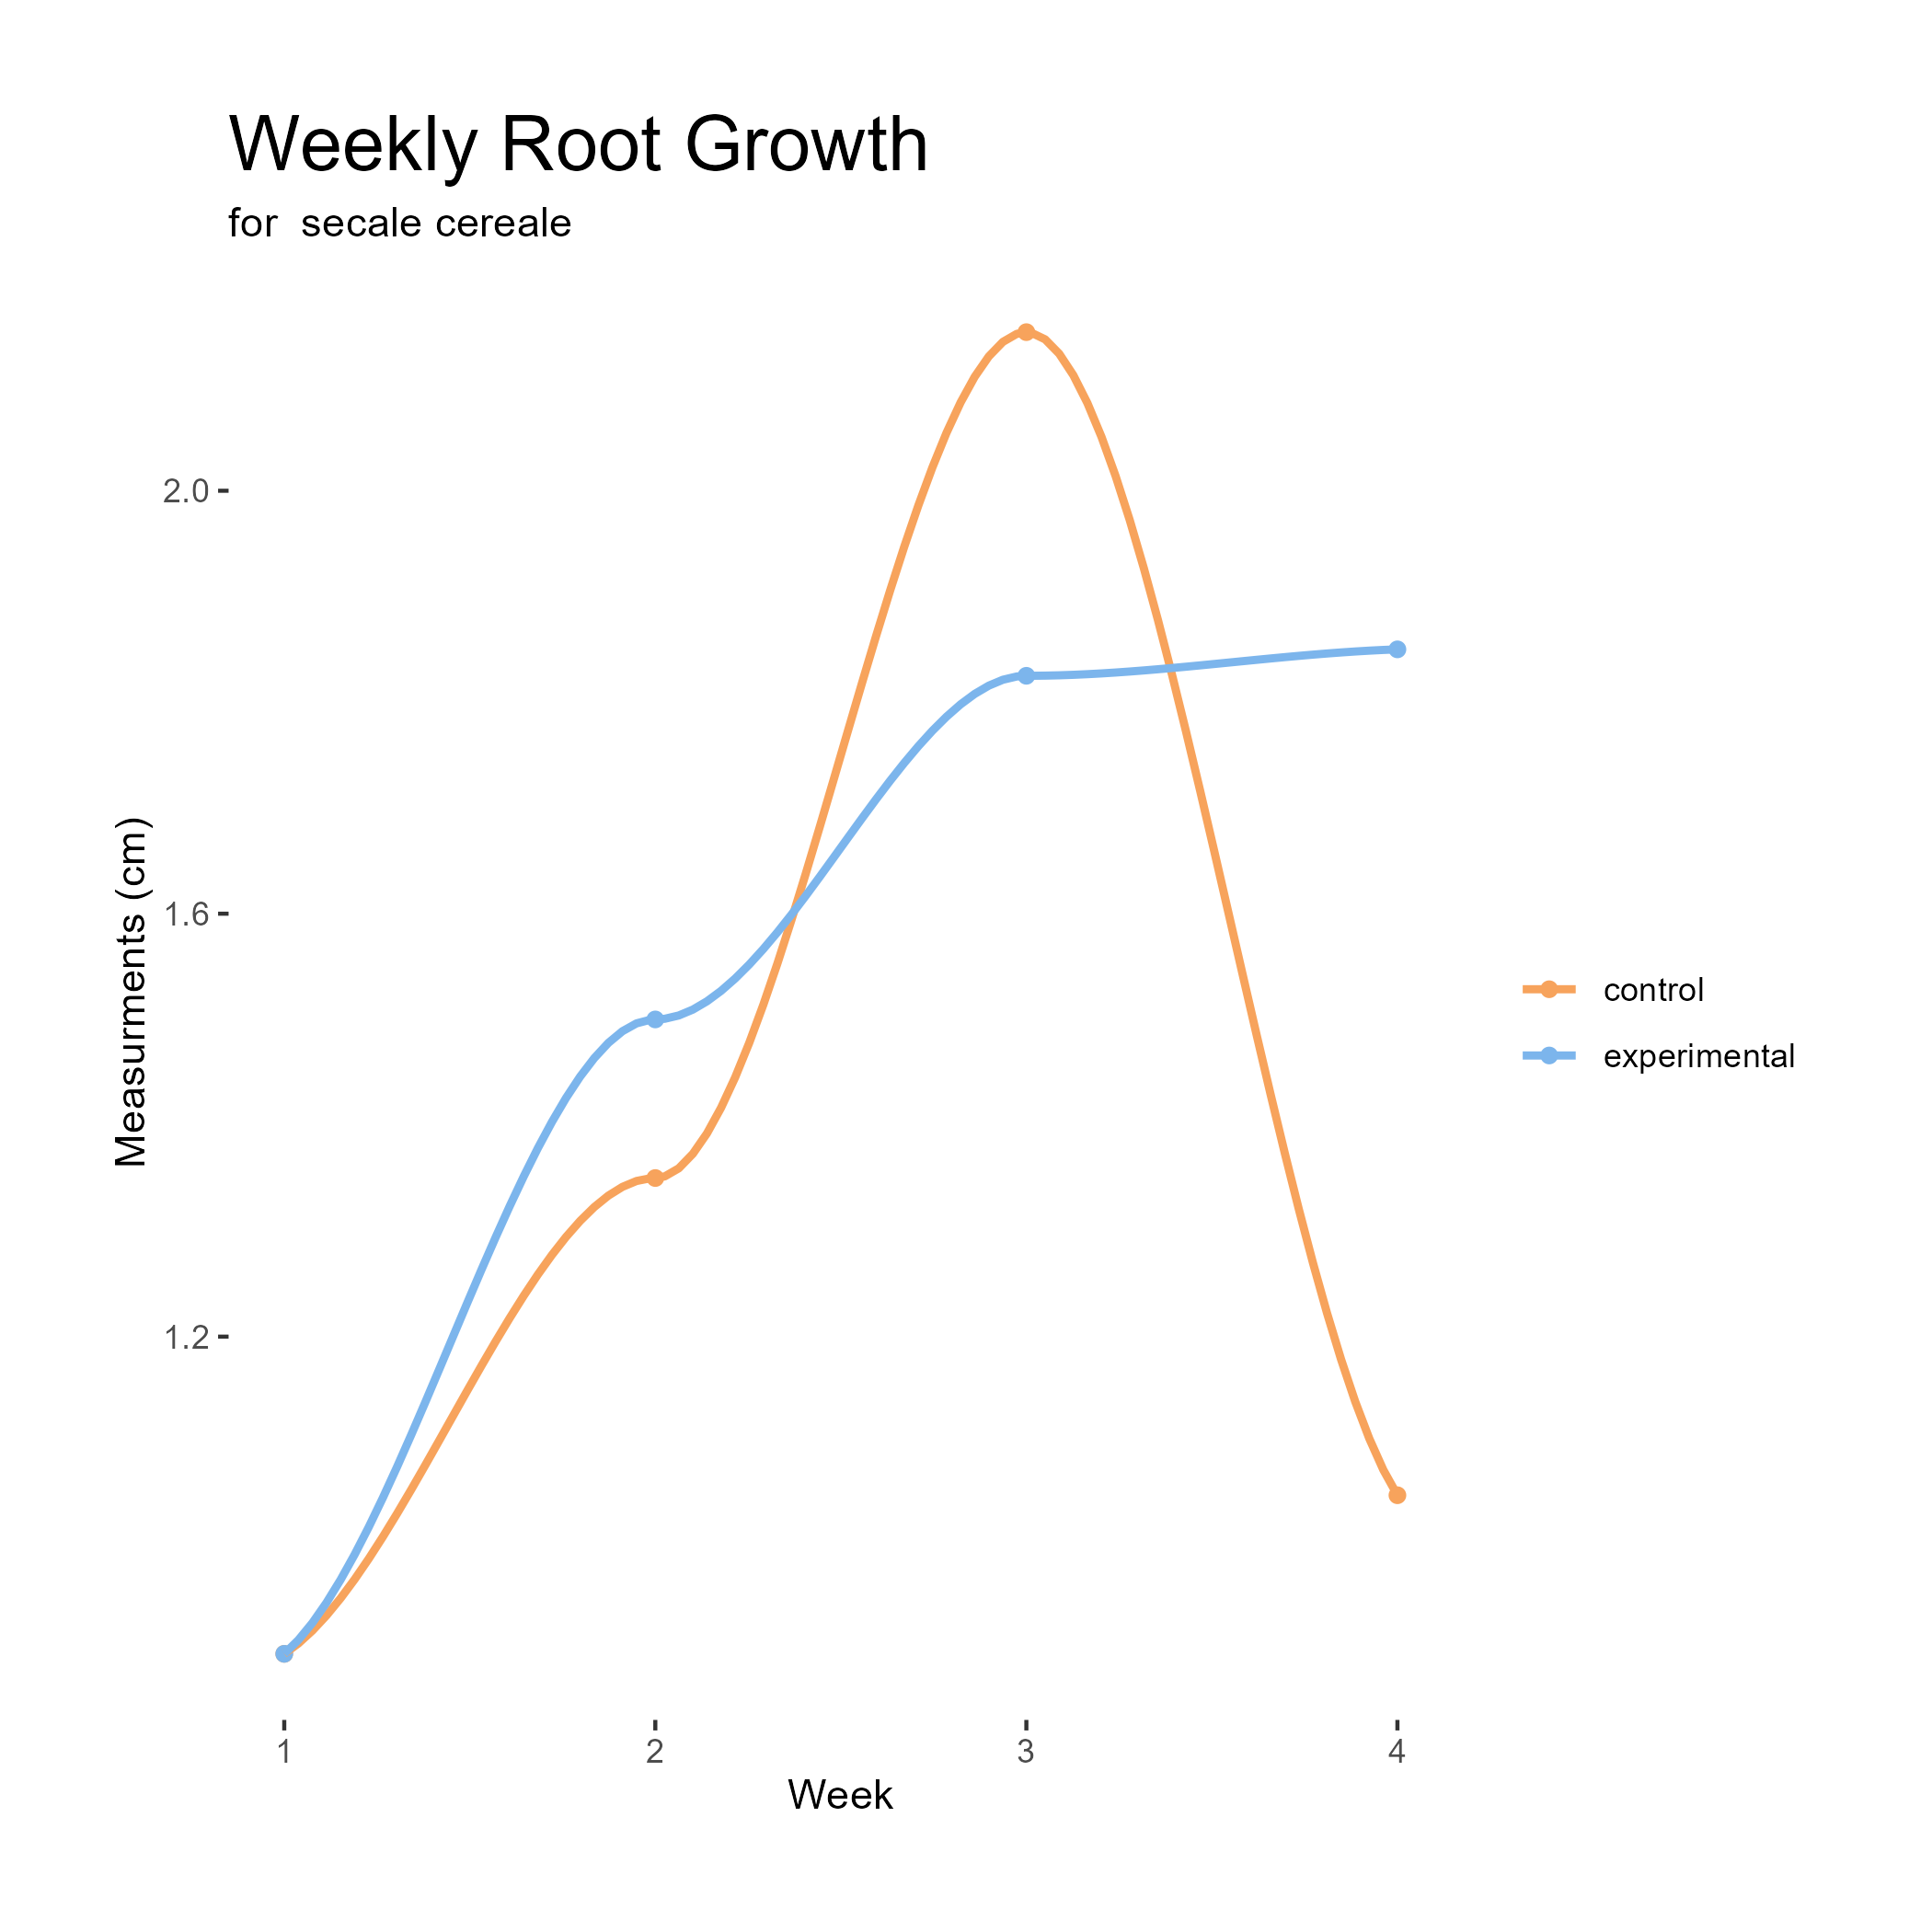 Weekly Root Growth
for  secale cereale
2.0
1.6
1.2
Measurments (cm)
control
experimental
1
2
3
4
Week